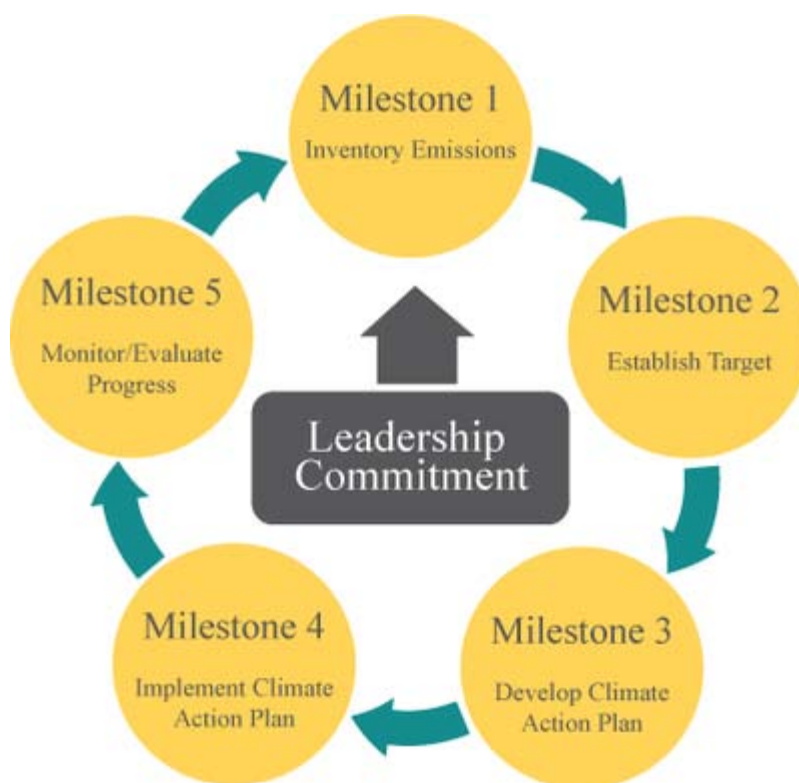 Milestone 1
Inventory Emissions
Milestone 2
Establish Target
Milestone 3
Develop Climate
Action Plan
Milestone 4
Implement Climate
Action Plan
Milestone 5
Monitor/Evaluate
Progress
Leadership
Commitment